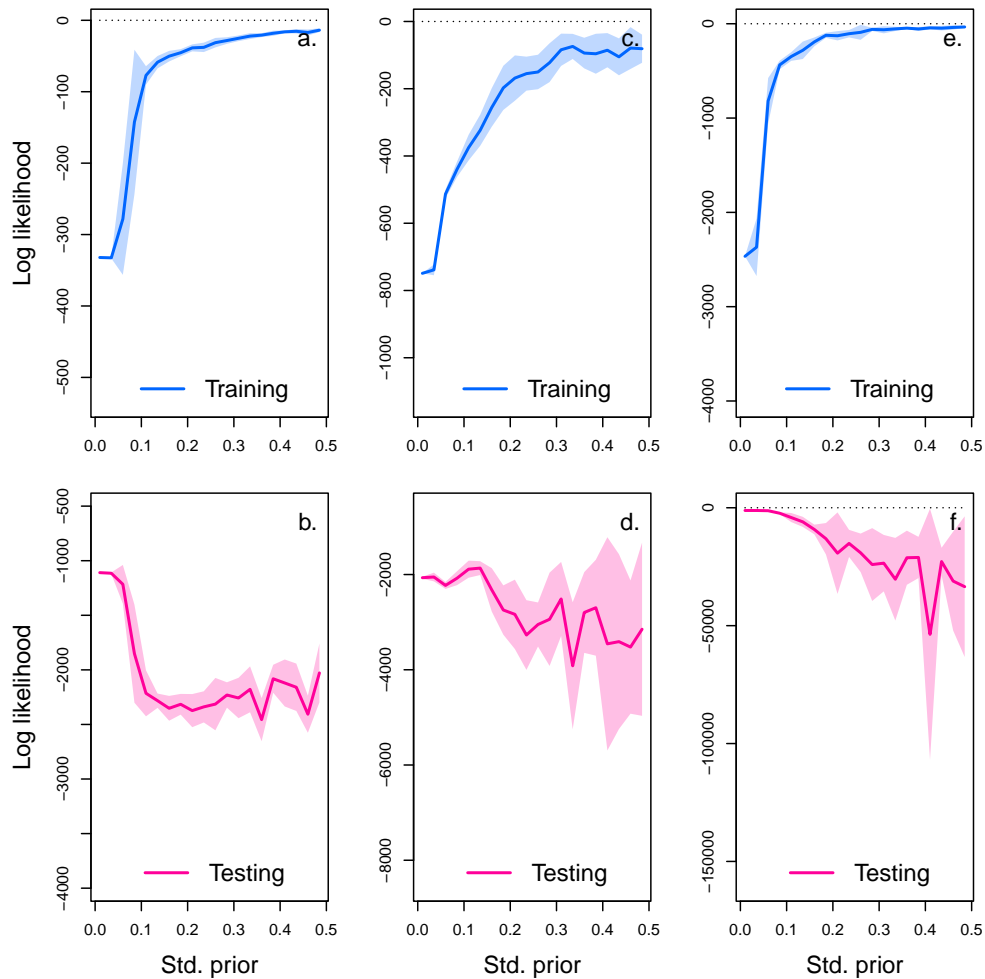 a.
Log likelihood
0
−100
−200
−300
−400
−500
Training
0.0 0.1 0.2 0.3 0.4 0.5
c.
0
−200
−400
−600
−800
−1000
Training
0.0 0.1 0.2 0.3 0.4 0.5
e.
0
−1000
−2000
−3000
−4000
Training
0.0 0.1 0.2 0.3 0.4 0.5
b.
Log likelihood
−500
−1000
−2000
−3000
−4000
Testing
0.0 0.1 0.2 0.3 0.4 0.5
Std. prior
d.
−2000
−4000
−6000
−8000
Testing
0.0 0.1 0.2 0.3 0.4 0.5
Std. prior
f.
0
−50000
−100000
−150000
Testing
0.0 0.1 0.2 0.3 0.4 0.5
Std. prior